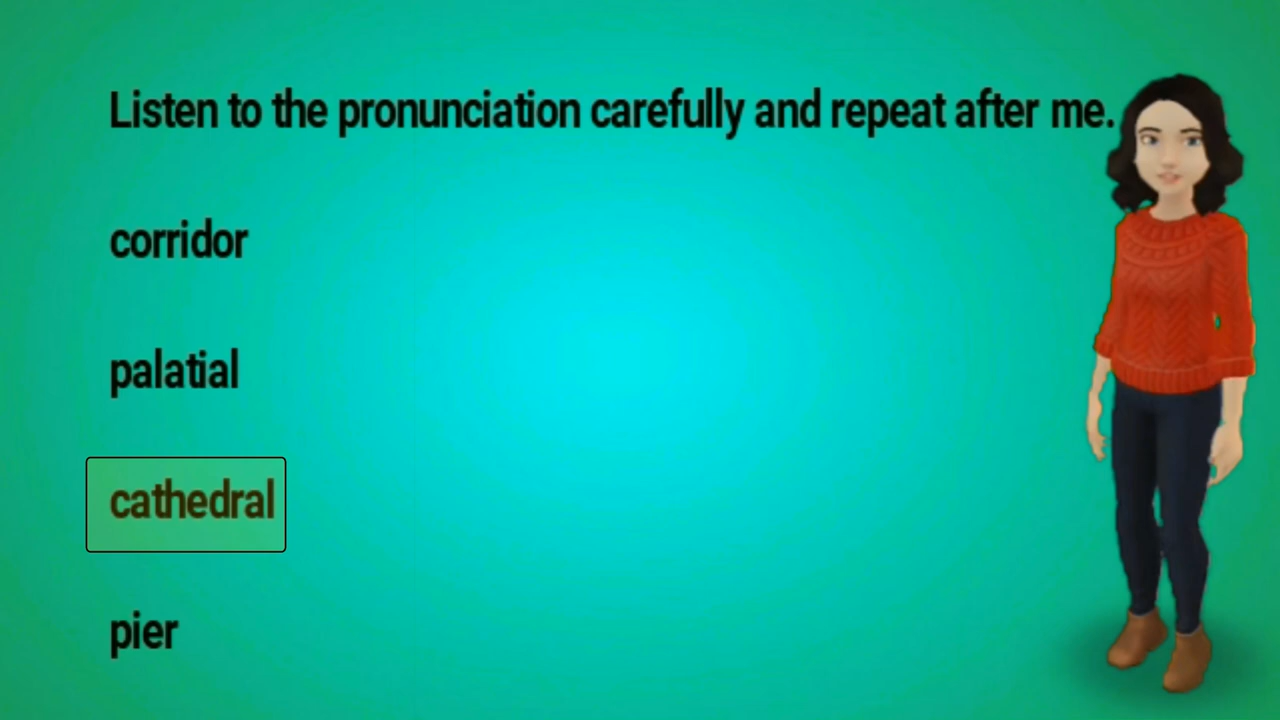 Listen to the pronunciation carefully and repeat after me.
corridor
palatial
cathedral
pier